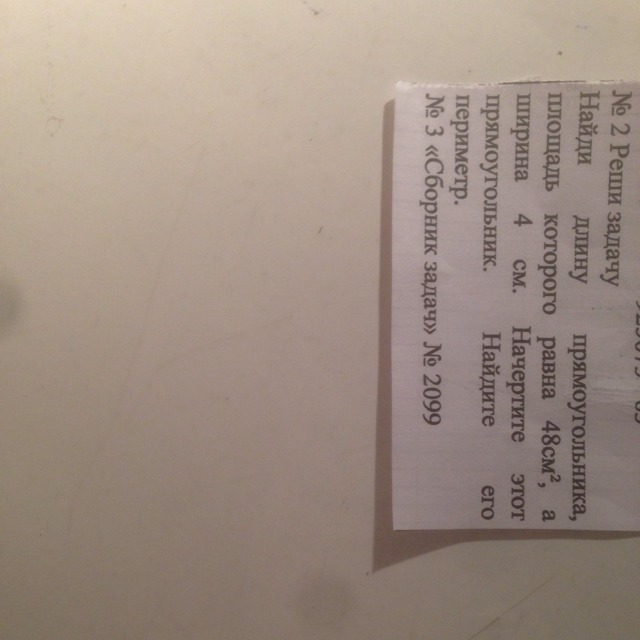 № 2 Реши задачу
Найди длину прямоугольника,
площадь которого равна 48см², а
ширина 4 см. Начертите этот
прямоугольник. Найдите его
периметр.
№ 3 «Сборник задач» № 2099